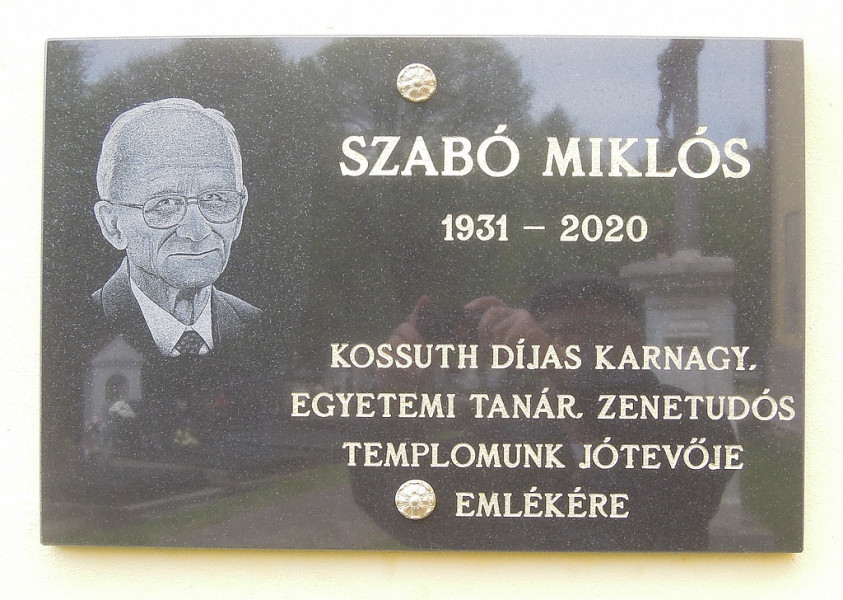 SZABÓ MIKLÓS
1931 – 2020
KOSSUTH DÍJAS KARNAGY,
EGYETEMI TANÁR, ZENETUDÓS
TEMPLOMUNK JÓTEVŐJE
EMLÉKÉRE